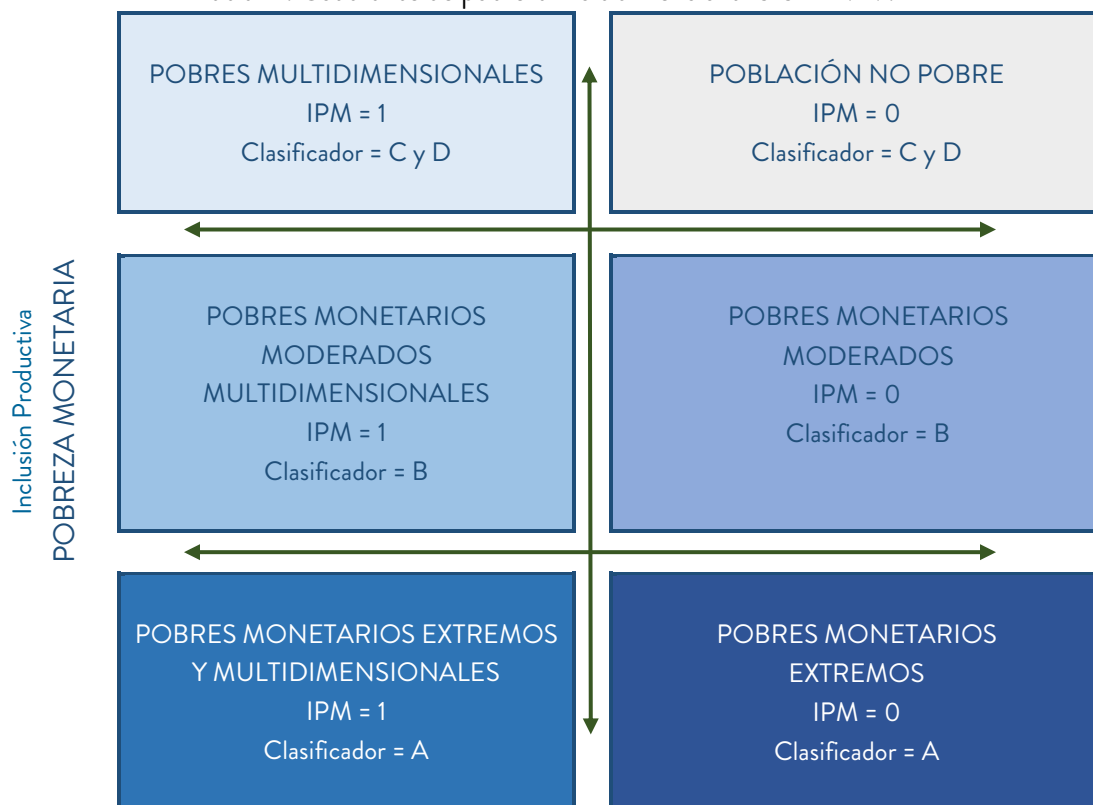 POBRES MULTIDIMENSIONALES
IPM = 1
Clasificador = C y D
POBLACIÓN NO POBRE
IPM = 0
Clasificador = C y D
Inclusión Productiva
POBREZA MONETARIA
POBRES MONETARIOS
MODERADOS
MULTIDIMENSIONALES
IPM = 1
Clasificador = B
POBRES MONETARIOS
MODERADOS
IPM = 0
Clasificador = B
POBRES MONETARIOS EXTREMOS
Y MULTIDIMENSIONALES
IPM = 1
Clasificador = A
POBRES MONETARIOS
EXTREMOS
IPM = 0
Clasificador = A